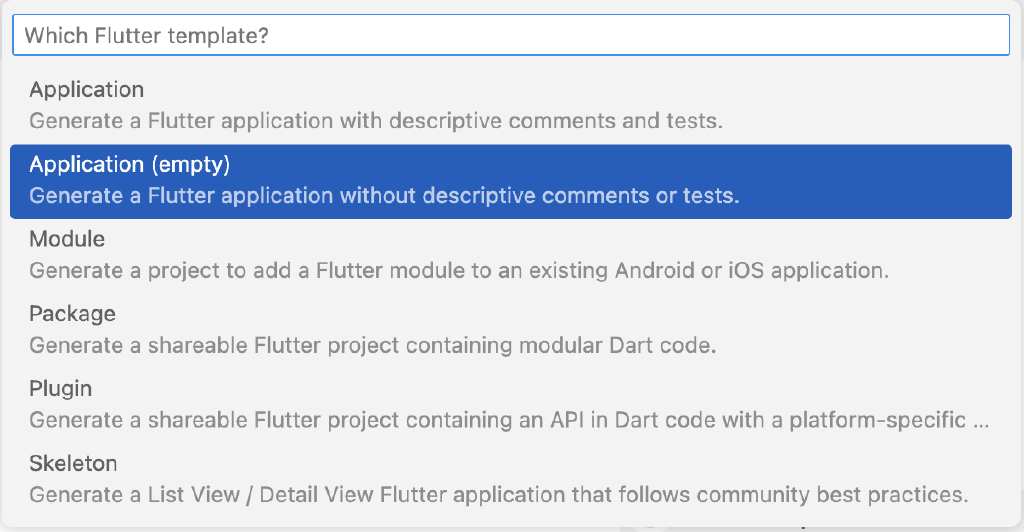 Which Flutter template?
Application
Generate a Flutter application with descriptive comments and tests.
Application (empty)
Generate a Flutter application without descriptive comments or tests.
Module
Generate a project to add a Flutter module to an existing Android or iOS application.
Package
Generate a shareable Flutter project containing modular Dart code.
Plugin
Generate a shareable Flutter project containing an API in Dart code with a platform-specific ...
Skeleton
Generate a List View / Detail View Flutter application that follows community best practices.